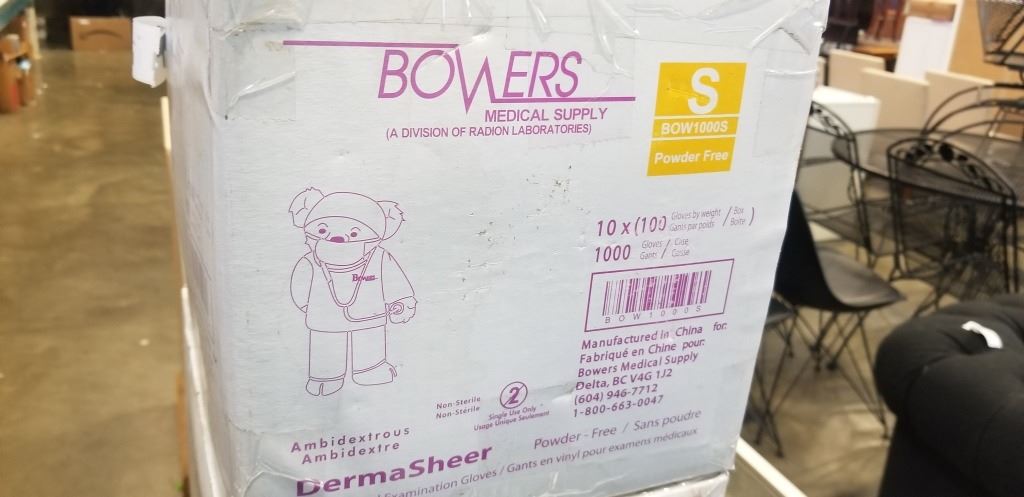 BOWERS
MEDICAL SUPPLY
(A DIVISION OF RADION LABORATORIES)
S
BOW1000S
Powder Free
10 x (100 Gloves by weight / Box )
Gants par poids / Boîte
1000 Gloves / Case
Gants / Caisse
BOWERS
BOW1000S
Manufactured in China for:
Fabriqué en Chine pour:
Bowers Medical Supply
Delta, BC V4G 1J2
(604) 946-7712
1-800-663-0047
Non-Sterile
Non-Stérile
2
Single Use Only
Usage Unique Seulement
Ambidextrous
Ambidextre
Powder - Free / Sans poudre
DermaSheer
Examination Gloves / Gants en vinyl pour examens médicaux